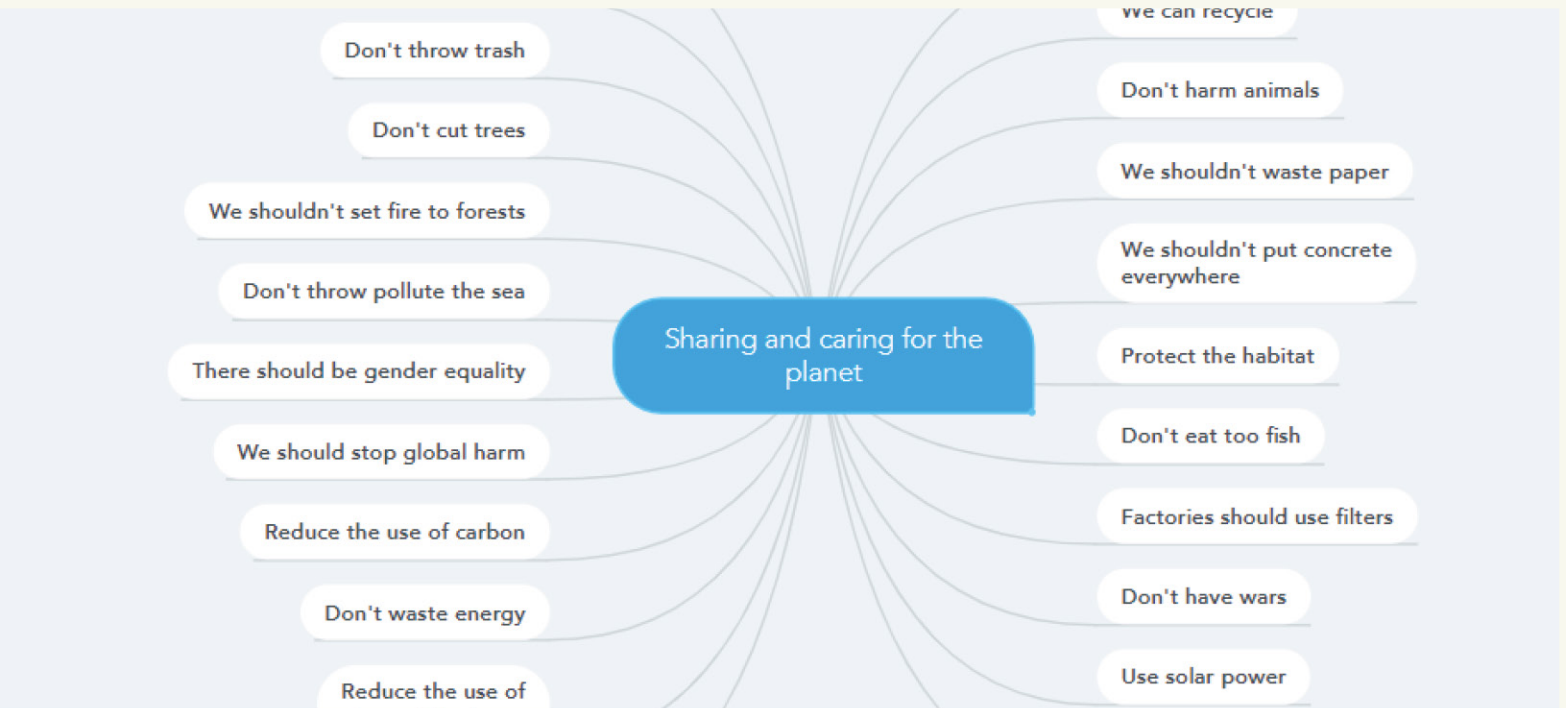 Don't throw trash
Don't cut trees
We shouldn't set fire to forests
Don't throw pollute the sea
There should be gender equality
We should stop global harm
Reduce the use of carbon
Don't waste energy
Reduce the use of
Sharing and caring for the
planet
We can recycle
Don't harm animals
We shouldn't waste paper
We shouldn't put concrete
everywhere
Protect the habitat
Don't eat too fish
Factories should use filters
Don't have wars
Use solar power